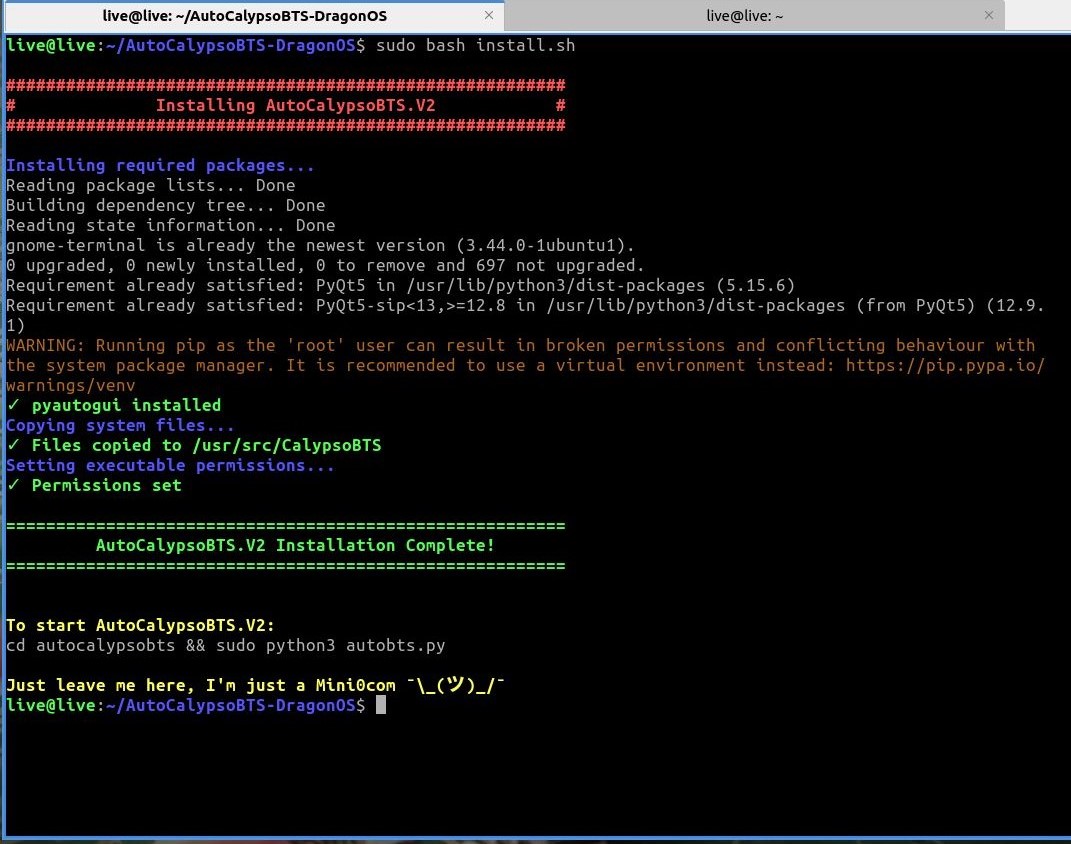 live@live: ~/AutoCalypsoBTS-DragonOS × live@live: ~ ×
live@live:~/AutoCalypsoBTS-DragonOS$ sudo bash install.sh
########################################################
# Installing AutoCalypsoBTS.V2 #
########################################################
Installing required packages...
Reading package lists... Done
Building dependency tree... Done
Reading state information... Done
gnome-terminal is already the newest version (3.44.0-1ubuntu1).
0 upgraded, 0 newly installed, 0 to remove and 697 not upgraded.
Requirement already satisfied: PyQt5 in /usr/lib/python3/dist-packages (5.15.6)
Requirement already satisfied: PyQt5-sip<13,>=12.8 in /usr/lib/python3/dist-packages (from PyQt5) (12.9.
1)
WARNING: Running pip as the 'root' user can result in broken permissions and conflicting behaviour with
the system package manager. It is recommended to use a virtual environment instead: https://pip.pypa.io/
warnings/venv
✓ pyautogui installed
Copying system files...
✓ Files copied to /usr/src/CalypsoBTS
Setting executable permissions...
✓ Permissions set
========================================================
AutoCalypsoBTS.V2 Installation Complete!
========================================================
To start AutoCalypsoBTS.V2:
cd autocalypsobts && sudo python3 autobts.py
Just leave me here, I'm just a Mini0com ¯\_(ツ)_/¯
live@live:~/AutoCalypsoBTS-DragonOS$